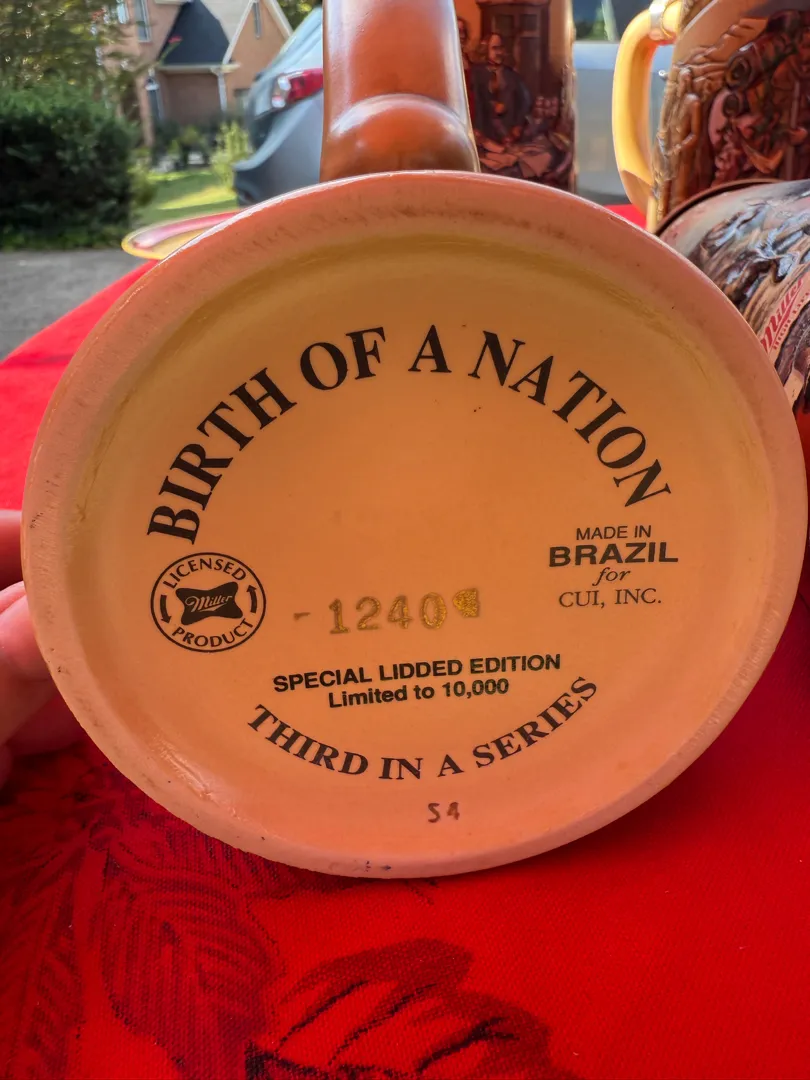 BIRTH OF A NATION
LICENSED
Miller
PRODUCT
MADE IN
BRAZIL
for
CUI, INC.
- 1240
SPECIAL LIDDED EDITION
Limited to 10,000
THIRD IN A SERIES
54
Miller